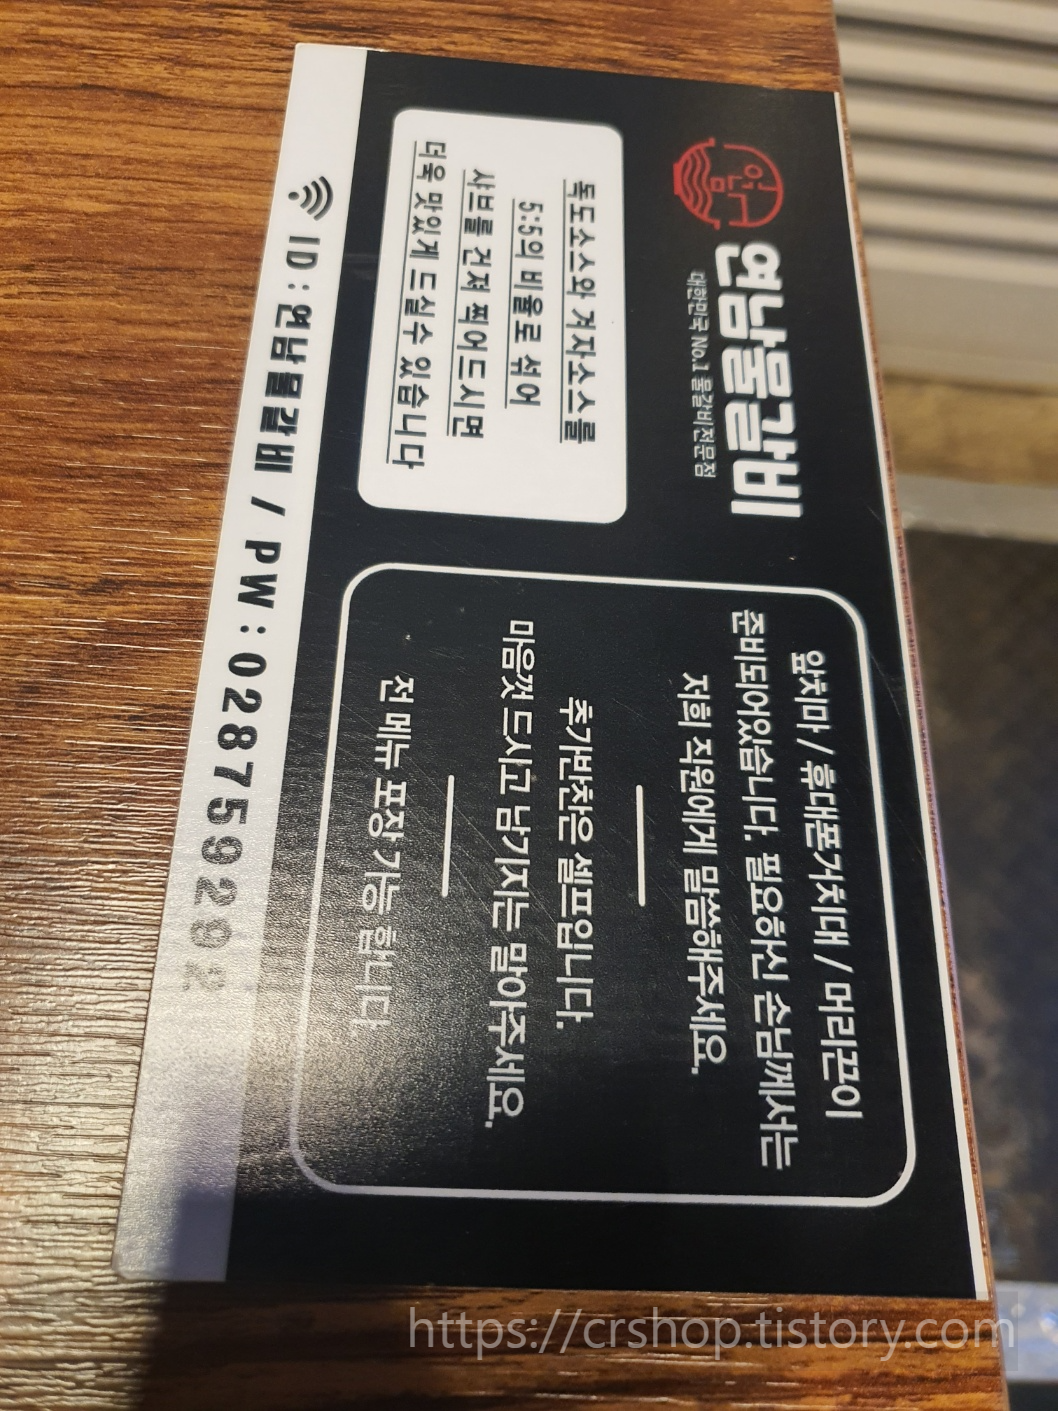 연남물갈비
대한민국 No.1 물갈비전문점
독도소스와 겨자소스를
5:5의 비율로 섞어
샤브를 건져 찍어드시면
더욱 맛있게 드실수 있습니다
앞치마 / 휴대폰거치대 / 머리끈이
준비되어있습니다. 필요하신 손님께서는
저희 직원에게 말씀해주세요.
추가반찬은 셀프입니다.
마음껏 드시고 남기지는 말아주세요.
전 메뉴 포장 가능 합니다
ID : 연남물갈비 / PW : 028759292
https://crshop.tistory.com